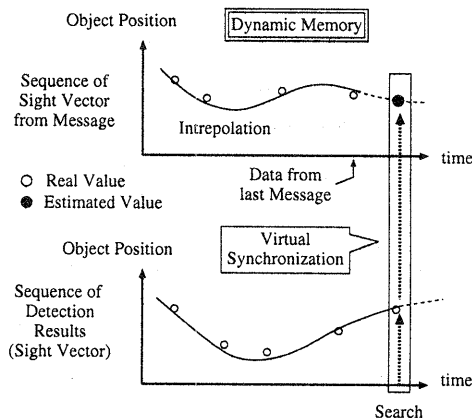 Object Position
Dynamic Memory
Sequence of
Sight Vector
from Message
Intrepolation
time
Data from
last Message
Real Value
Estimated Value
Object Position
Virtual
Synchronization
Sequence of
Detection
Results
(Sight Vector)
time
Search